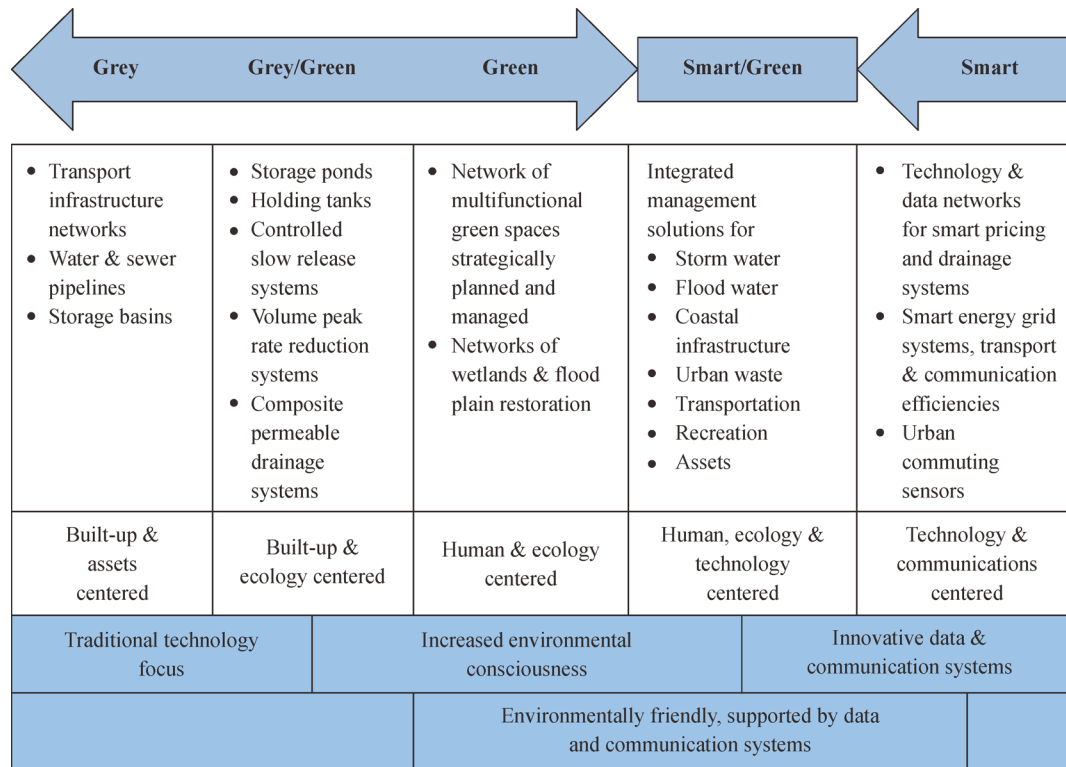 Grey
Grey/Green
Green
Smart/Green
Smart
• Transport
infrastructure
networks
• Water & sewer
pipelines
• Storage basins
• Storage ponds
• Holding tanks
• Controlled
slow release
systems
• Volume peak
rate reduction
systems
• Composite
permeable
drainage
systems
• Network of
multifunctional
green spaces
strategically
planned and
managed
• Networks of
wetlands & flood
plain restoration
Integrated
management
solutions for
• Storm water
• Flood water
• Coastal
infrastructure
• Urban waste
• Transportation
• Recreation
• Assets
• Technology &
data networks
for smart pricing
and drainage
systems
• Smart energy grid
systems, transport
& communication
efficiencies
• Urban
commuting
sensors
Built-up &
assets
centered
Built-up &
ecology centered
Human & ecology
centered
Human, ecology &
technology
centered
Technology &
communications
centered
Traditional technology
focus
Increased environmental
consciousness
Innovative data &
communication systems
Environmentally friendly, supported by data
and communication systems